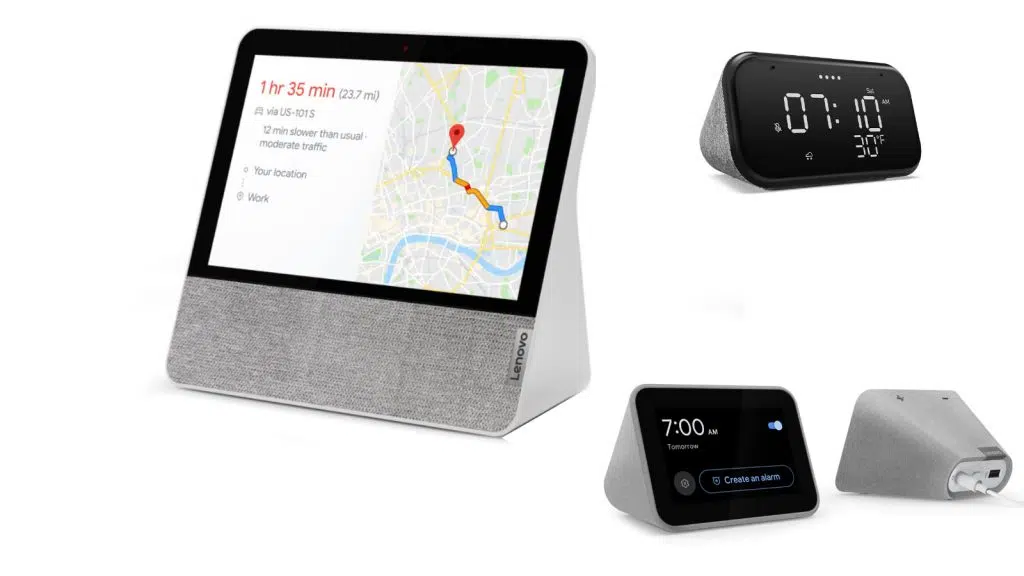 1 hr 35 min (23.7 mi)
via US-101 S
12 min slower than usual ·
moderate traffic
Your location
Work
Lenovo
Sat
07:10 AM
30°F
7:00 AM
Tomorrow
Create an alarm